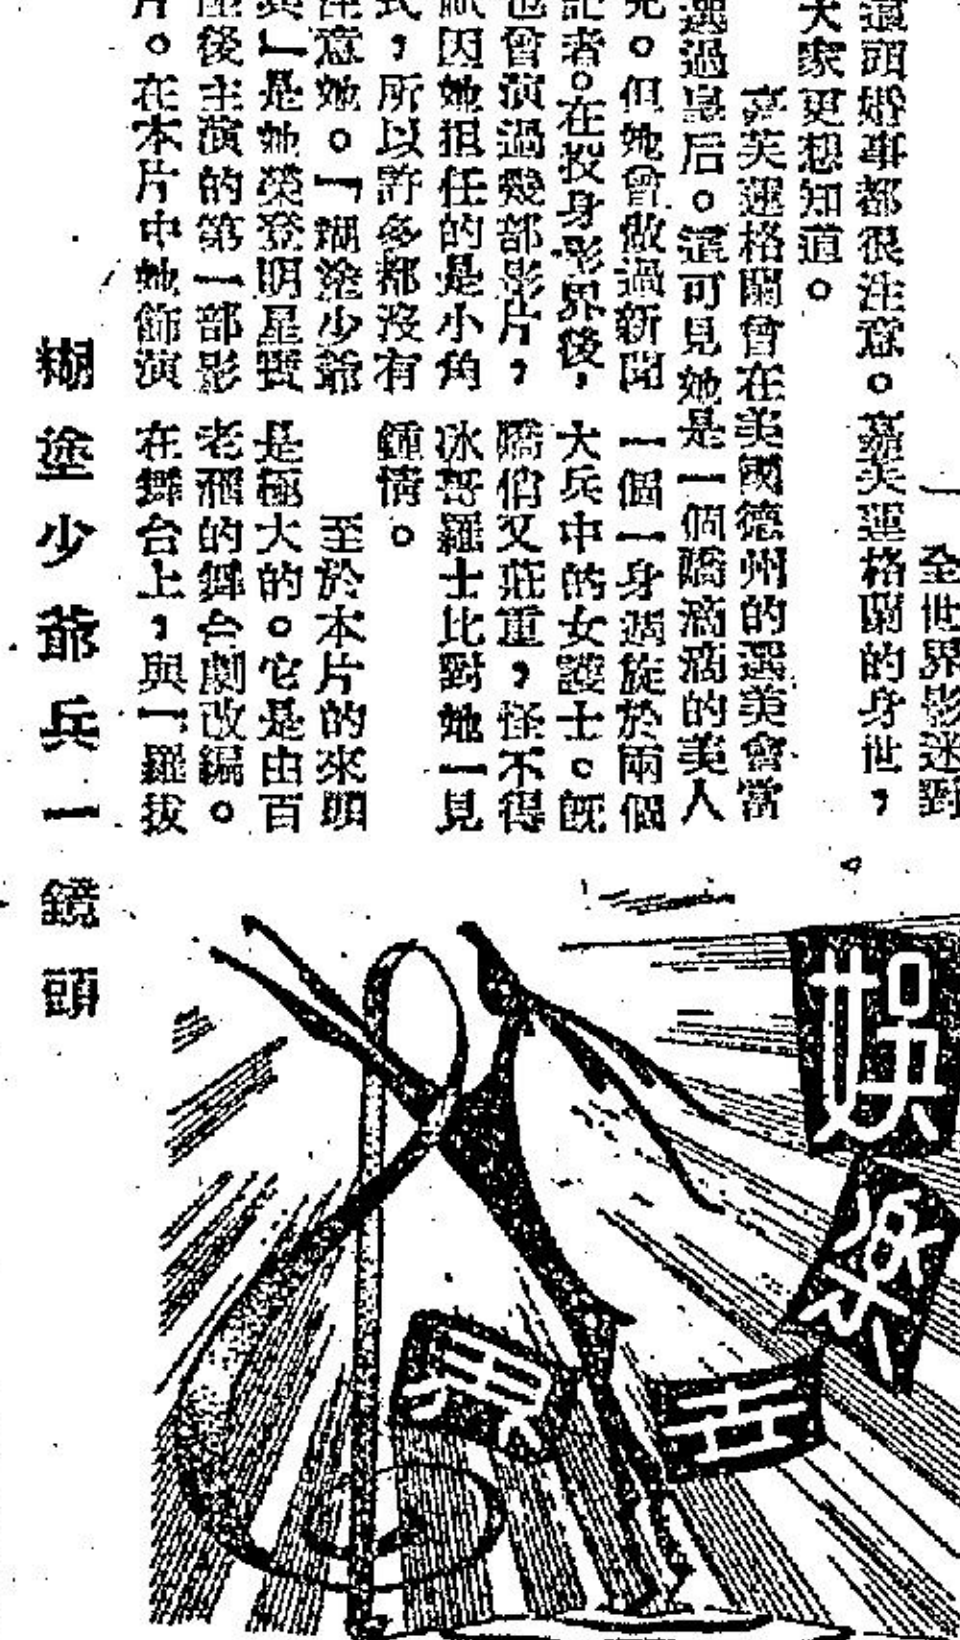 全世界影迷到
這頭婚事都很注意。嘉芙蓮格蘭的身世，
大家更想知道。
嘉芙蓮格蘭曾在美國德州的選美會當
選過皇后。這可見她是一個嬌滴滴的美人
兒。但她曾做過新聞
記者。在投身影界後，
也曾演過幾部影片，
祇因她担任的是小角
式，所以許多都沒有
注意她。「糊塗少爺
兵」是她榮登明星寶
座後主演的第一部影
片。在本片中她飾演
一個一身週旋於兩個
大兵中的女護士。既
嬌俏又莊重，怪不得
冰哥羅士比對她一見
鍾情。
至於本片的來頭
是極大的。它是由百
老滙的舞台劇改編。
在舞台上，與「羅拔
糊塗少爺兵一鏡頭
娛樂世界